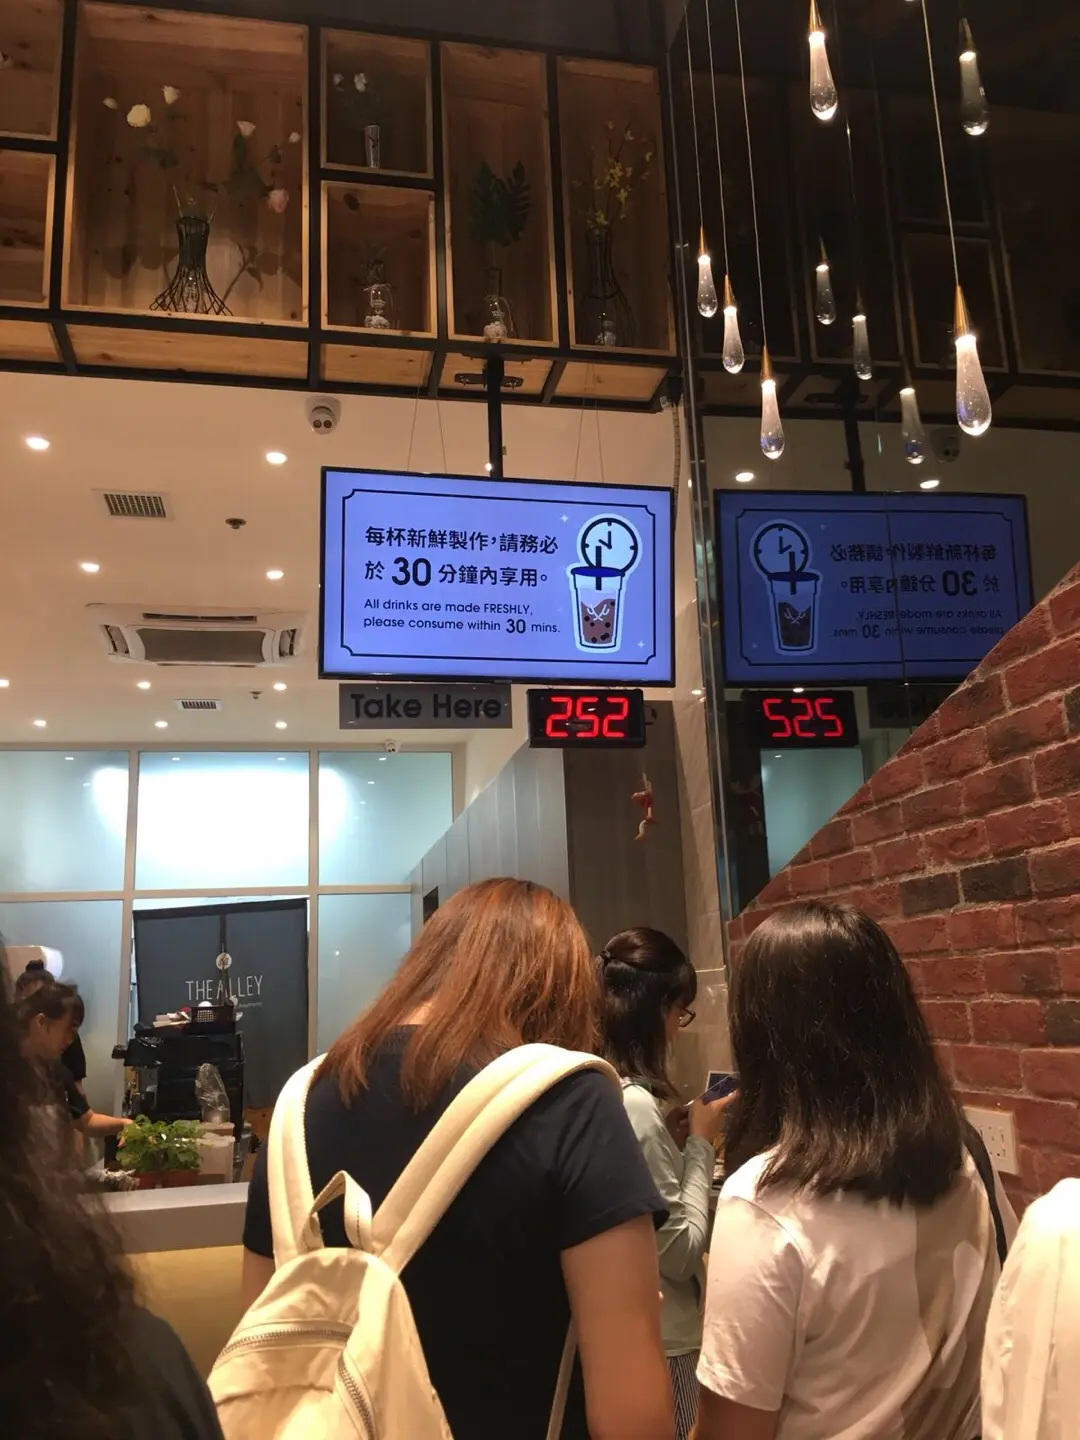 每杯新鮮製作，請務必
於 30 分鐘內享用。
All drinks are made FRESHLY,
please consume within 30 mins.
Take Here
252
THE ALLEY